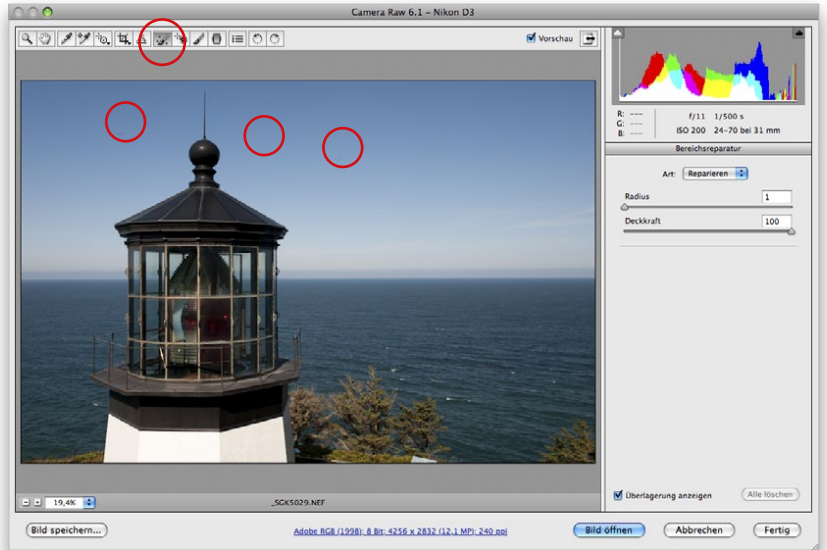 Camera Raw 6.1 – Nikon D3
Vorschau
R: ---
G: ---
B: ---
f/11 1/500 s
ISO 200 24-70 bei 31 mm
Bereichsreparatur
Art: Reparieren
Radius 1
Deckkraft 100
Überlagerung anzeigen
Alle löschen
19,4%
_SGK5029.NEF
Bild speichern...
Adobe RGB (1998); 8 Bit; 4256 x 2832 (12,1 MP); 240 ppi
Bild öffnen
Abbrechen
Fertig